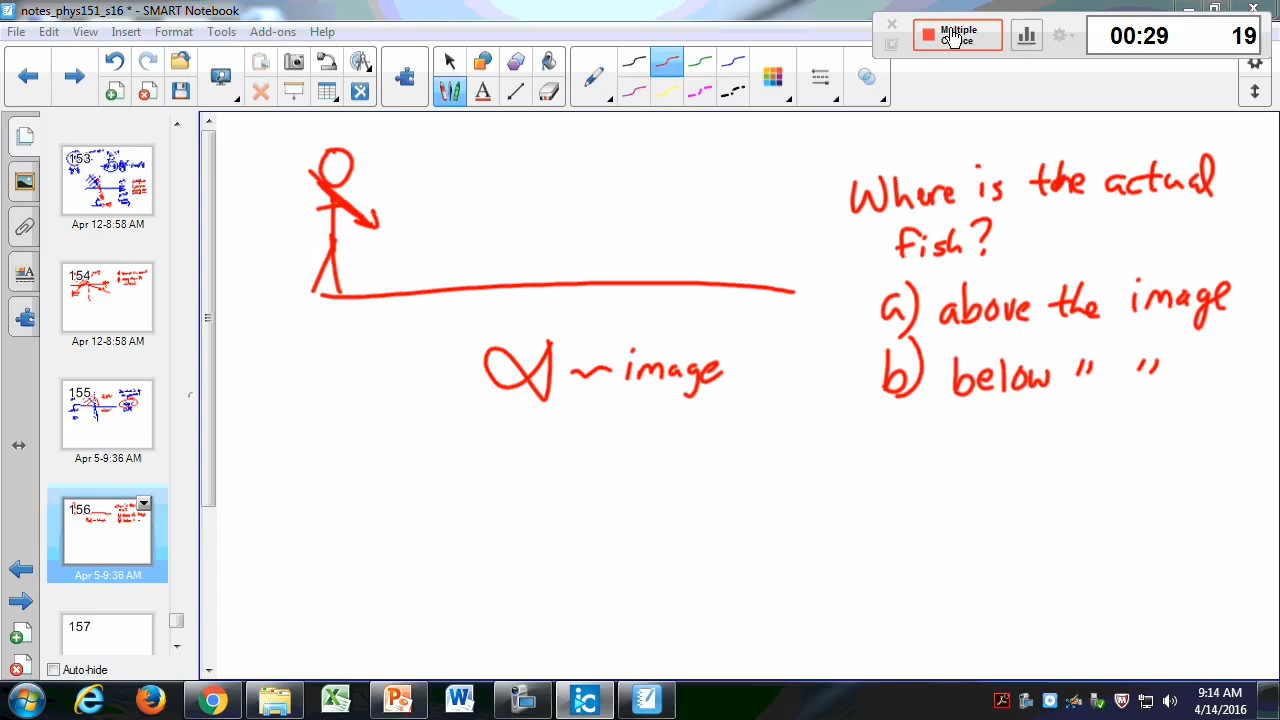 notes_phys151_s16 * - SMART Notebook
File Edit View Insert Format Tools Add-ons Help
Multiple
00:29 19
153
Apr 12-8:58 AM
154
Apr 12-8:58 AM
155
Apr 5-9:36 AM
156
Apr 5-9:36 AM
157
Auto-hide
Where is the actual
fish?
a) above the image
b) below " "
image
9:14 AM
4/14/2016